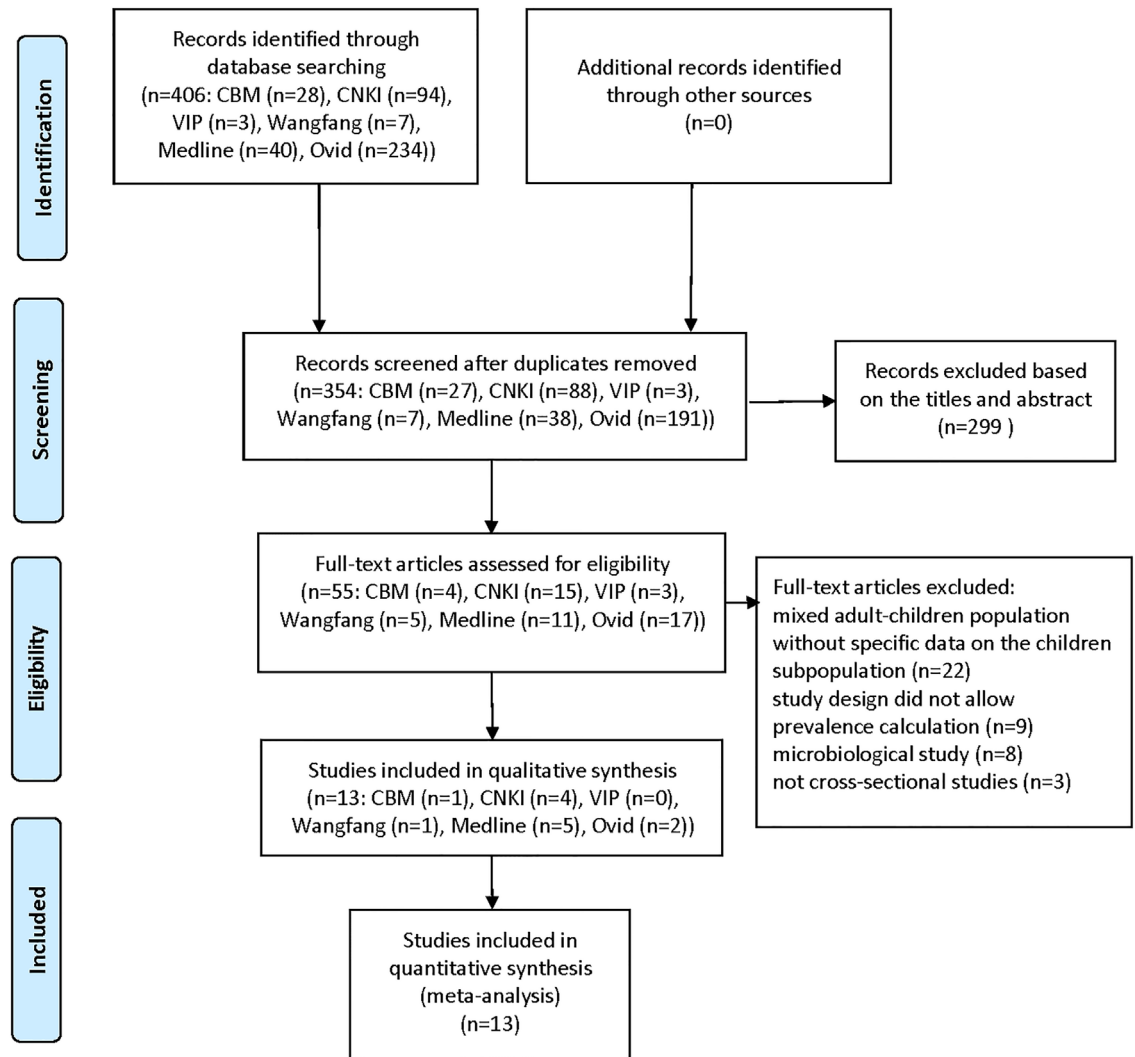 Identification
Records identified through
database searching
(n=406: CBM (n=28), CNKI (n=94),
VIP (n=3), Wangfang (n=7),
Medline (n=40), Ovid (n=234))
Additional records identified
through other sources
(n=0)
Screening
Records screened after duplicates removed
(n=354: CBM (n=27), CNKI (n=88), VIP (n=3),
Wangfang (n=7), Medline (n=38), Ovid (n=191))
Records excluded based
on the titles and abstract
(n=299 )
Eligibility
Full-text articles assessed for eligibility
(n=55: CBM (n=4), CNKI (n=15), VIP (n=3),
Wangfang (n=5), Medline (n=11), Ovid (n=17))
Full-text articles excluded:
mixed adult-children population
without specific data on the children
subpopulation (n=22)
study design did not allow
prevalence calculation (n=9)
microbiological study (n=8)
not cross-sectional studies (n=3)
Studies included in qualitative synthesis
(n=13: CBM (n=1), CNKI (n=4), VIP (n=0),
Wangfang (n=1), Medline (n=5), Ovid (n=2))
Included
Studies included in
quantitative synthesis
(meta-analysis)
(n=13)